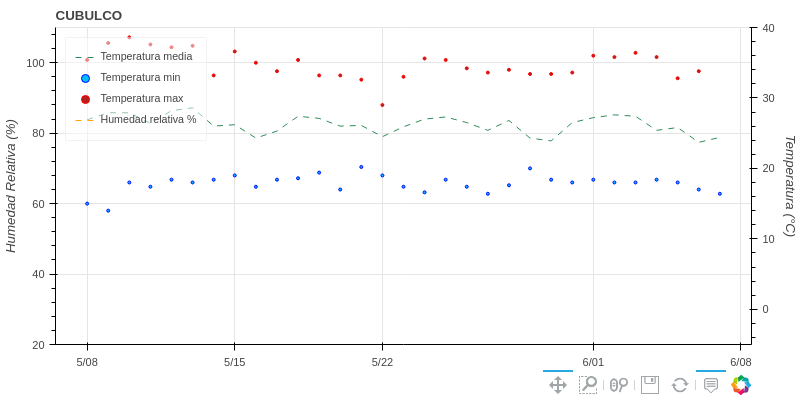 CUBULCO
Temperatura media
Temperatura min
Temperatura max
Humedad relativa %
Humedad Relativa (%)
100
80
60
40
20
40
30
20
10
0
Temperatura (°C)
5/08
5/15
5/22
6/01
6/08